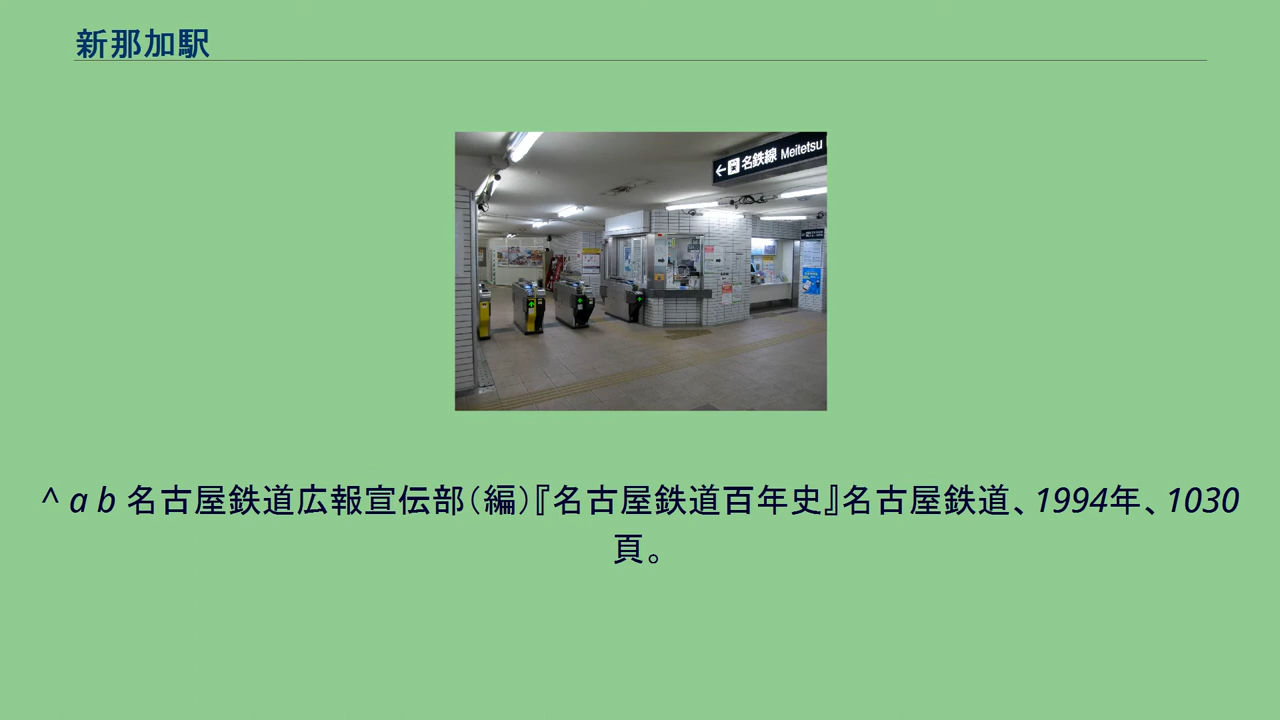 新那加駅
← 名鉄線 Meitetsu
^ a b 名古屋鉄道広報宣伝部（編）『名古屋鉄道百年史』名古屋鉄道、1994年、1030
頁。